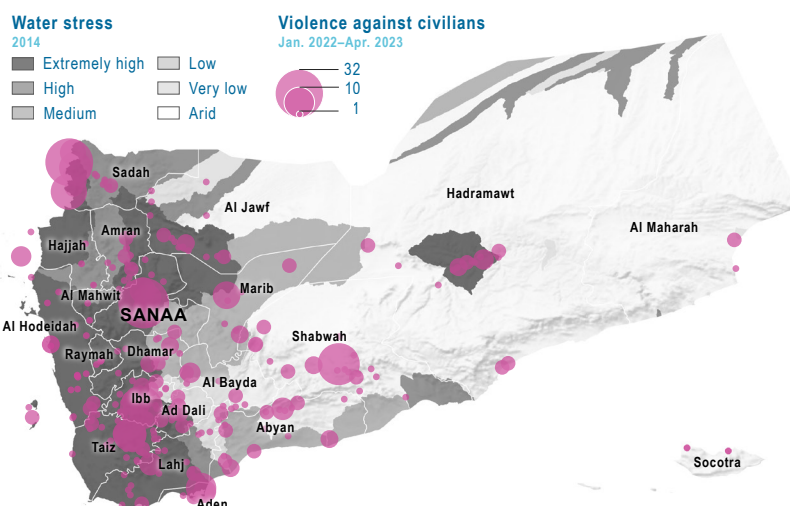 Water stress
2014
Extremely high
High
Medium
Low
Very low
Arid
Violence against civilians
Jan. 2022–Apr. 2023
32
10
1
Sadah
Al Jawf
Hadramawt
Al Maharah
Amran
Hajjah
Al Mahwit
Marib
SANAA
Al Hodeidah
Shabwah
Raymah
Dhamar
Al Bayda
Ibb
Ad Dali
Abyan
Taiz
Lahj
Socotra
Aden